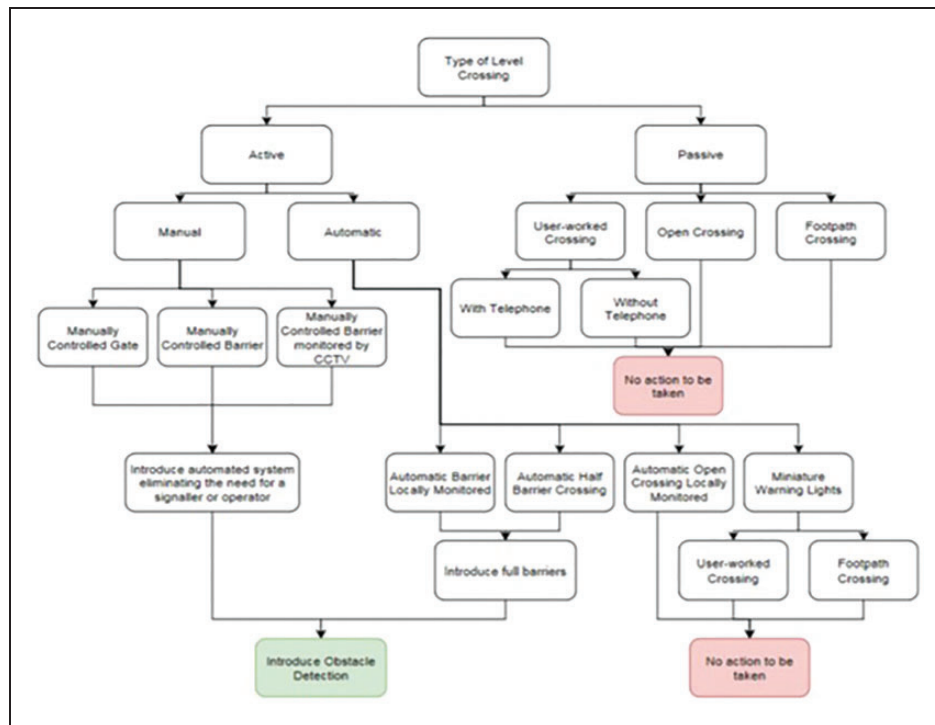 Type of Level
Crossing
Active
Passive
Manual
Automatic
User-worked
Crossing
Open Crossing
Footpath
Crossing
With Telephone
Without
Telephone
Manually
Controlled Gate
Manually
Controlled Barrier
Manually
Controlled Barrier
monitored by
CCTV
No action to be
taken
Introduce automated system
eliminating the need for a
signaller or operator
Automatic Barrier
Locally Monitored
Automatic Half
Barrier Crossing
Automatic Open
Crossing Locally
Monitored
Miniature
Warning Lights
Introduce full barriers
User-worked
Crossing
Footpath
Crossing
Introduce Obstacle
Detection
No action to be
taken